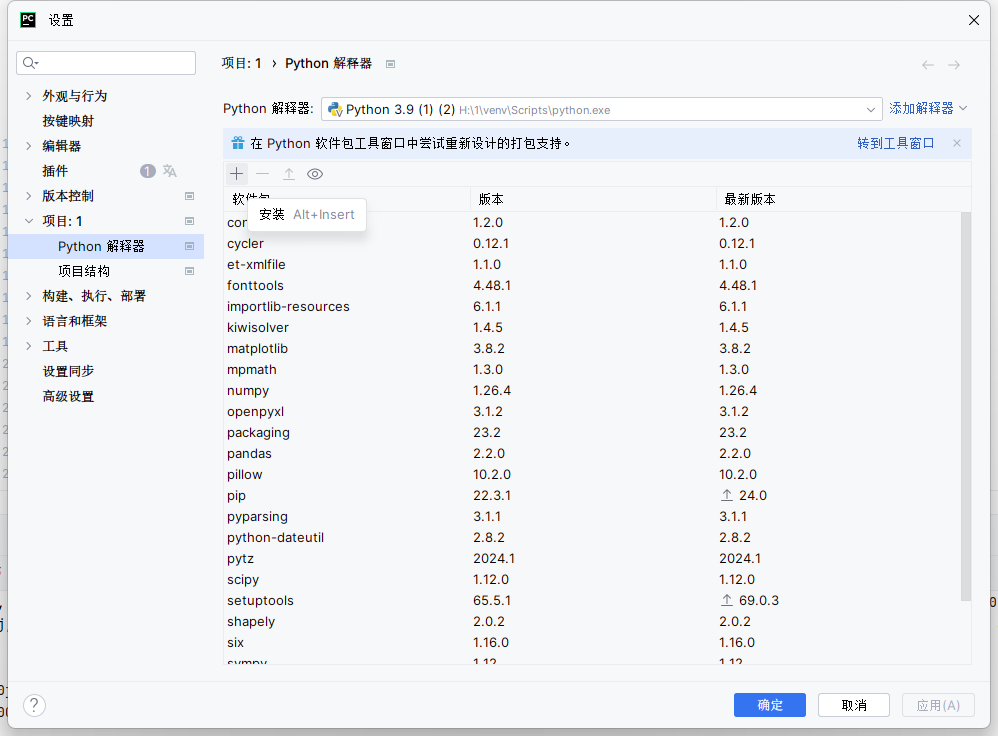 PC 设置
项目: 1 › Python 解释器
外观与行为
按键映射
编辑器
插件 1
版本控制
项目: 1
Python 解释器
项目结构
构建、执行、部署
语言和框架
工具
设置同步
高级设置
Python 解释器: Python 3.9 (1) (2) H:\1\venv\Scripts\python.exe 添加解释器
在 Python 软件包工具窗口中尝试重新设计的打包支持。 转到工具窗口
软件包 版本 最新版本
安装 Alt+Insert
1.2.0 1.2.0
cycler 0.12.1 0.12.1
et-xmlfile 1.1.0 1.1.0
fonttools 4.48.1 4.48.1
importlib-resources 6.1.1 6.1.1
kiwisolver 1.4.5 1.4.5
matplotlib 3.8.2 3.8.2
mpmath 1.3.0 1.3.0
numpy 1.26.4 1.26.4
openpyxl 3.1.2 3.1.2
packaging 23.2 23.2
pandas 2.2.0 2.2.0
pillow 10.2.0 10.2.0
pip 22.3.1 24.0
pyparsing 3.1.1 3.1.1
python-dateutil 2.8.2 2.8.2
pytz 2024.1 2024.1
scipy 1.12.0 1.12.0
setuptools 65.5.1 69.0.3
shapely 2.0.2 2.0.2
six 1.16.0 1.16.0
sympy 1.12 1.12
? 确定 取消 应用(A)